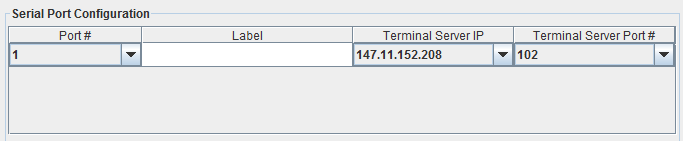 Serial Port Configuration
Port # Label Terminal Server IP Terminal Server Port #
1 147.11.152.208 102